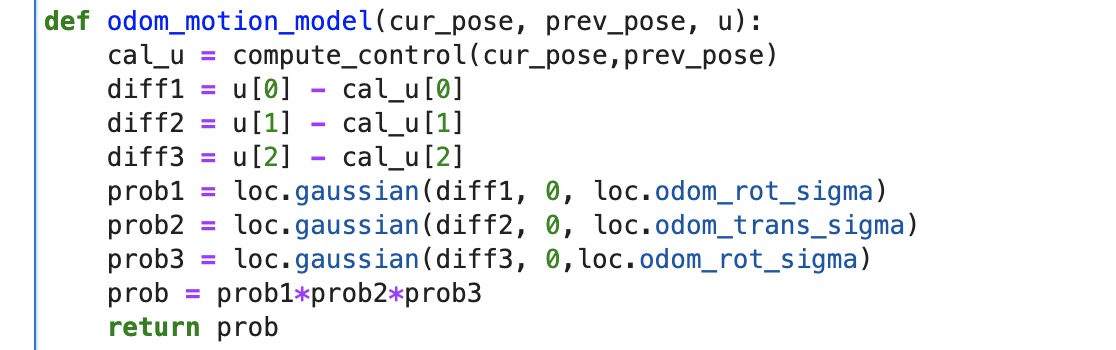 def odom_motion_model(cur_pose, prev_pose, u):
    cal_u = compute_control(cur_pose,prev_pose)
    diff1 = u[0] - cal_u[0]
    diff2 = u[1] - cal_u[1]
    diff3 = u[2] - cal_u[2]
    prob1 = loc.gaussian(diff1, 0, loc.odom_rot_sigma)
    prob2 = loc.gaussian(diff2, 0, loc.odom_trans_sigma)
    prob3 = loc.gaussian(diff3, 0,loc.odom_rot_sigma)
    prob = prob1*prob2*prob3
    return prob